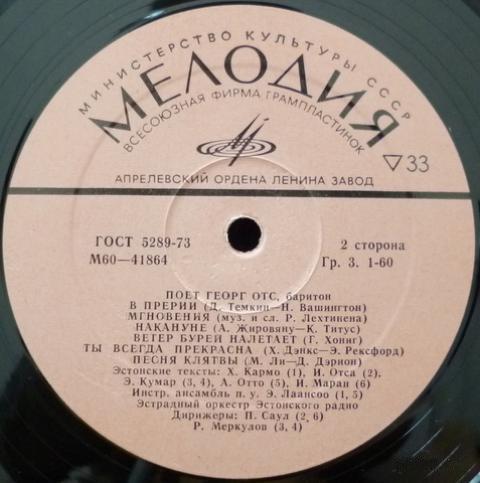 МИНИСТЕРСТВО КУЛЬТУРЫ СССР
МЕЛОДИЯ
ВСЕСОЮЗНАЯ ФИРМА ГРАМПЛАСТИНОК
▽33
АПРЕЛЕВСКИЙ ОРДЕНА ЛЕНИНА ЗАВОД
ГОСТ 5289-73
2 сторона
М60—41864
Гр. 3. 1-60
ПОЕТ ГЕОРГ ОТС, баритон
В ПРЕРИИ (Д. Темкин—Н. Вашингтон)
МГНОВЕНИЯ (муз. и сл. Р. Лехтинена)
НАКАНУНЕ (А. Жировяну—К. Титус)
ВЕТЕР БУРЕЙ НАЛЕТАЕТ (Г. Хониг)
ТЫ ВСЕГДА ПРЕКРАСНА (Х. Дэнкс—Э. Рексфорд)
ПЕСНЯ КЛЯТВЫ (М. Ли—Д. Дэрион)
Эстонские тексты: Х. Кармо (1), И. Отса (2),
Э. Кумар (3, 4), А. Отто (5), И. Маран (6)
Инстр. ансамбль п. у. Э. Лаансоо (1, 5)
Эстрадный оркестр Эстонского радио
Дирижеры: П. Саул (2, 6)
Р. Меркулов (3, 4)